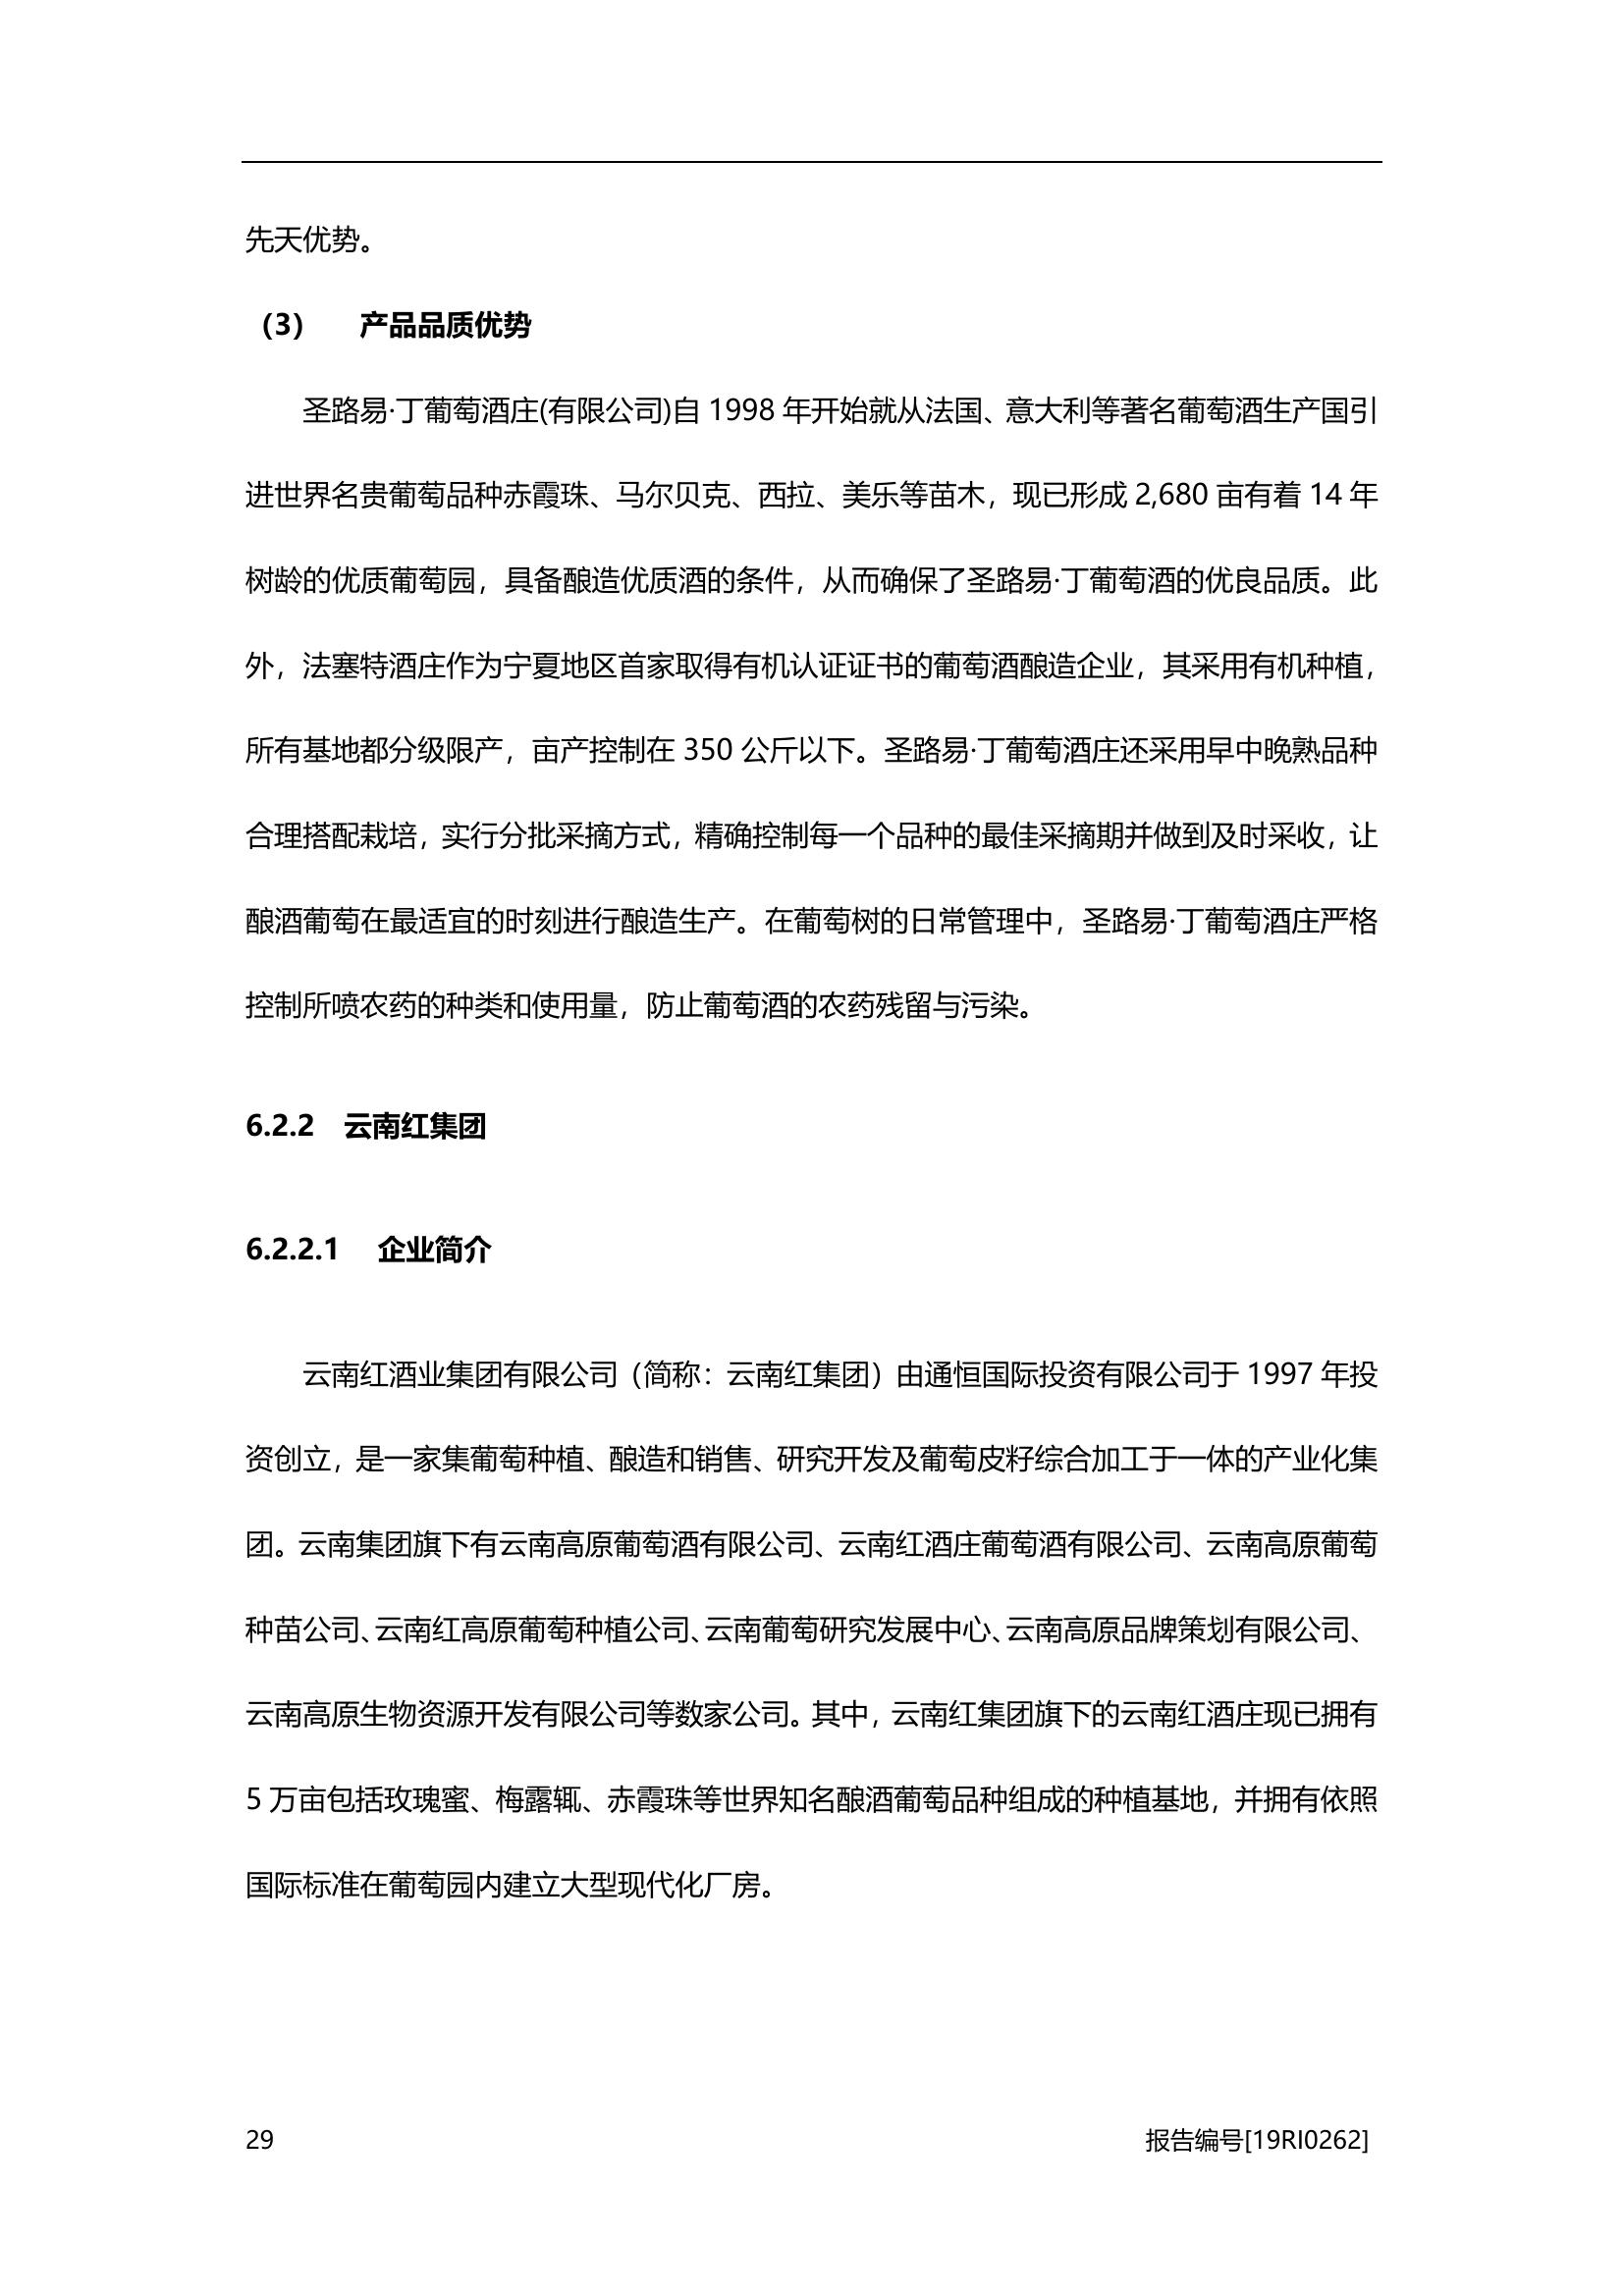 先天优势。
（3） 产品品质优势
圣路易·丁葡萄酒庄(有限公司)自 1998 年开始就从法国、意大利等著名葡萄酒生产国引
进世界名贵葡萄品种赤霞珠、马尔贝克、西拉、美乐等苗木，现已形成 2,680 亩有着 14 年
树龄的优质葡萄园，具备酿造优质酒的条件，从而确保了圣路易·丁葡萄酒的优良品质。此
外，法塞特酒庄作为宁夏地区首家取得有机认证证书的葡萄酒酿造企业，其采用有机种植，
所有基地都分级限产，亩产控制在 350 公斤以下。圣路易·丁葡萄酒庄还采用早中晚熟品种
合理搭配栽培，实行分批采摘方式，精确控制每一个品种的最佳采摘期并做到及时采收，让
酿酒葡萄在最适宜的时刻进行酿造生产。在葡萄树的日常管理中，圣路易·丁葡萄酒庄严格
控制所喷农药的种类和使用量，防止葡萄酒的农药残留与污染。
6.2.2 云南红集团
6.2.2.1 企业简介
云南红酒业集团有限公司（简称：云南红集团）由通恒国际投资有限公司于 1997 年投
资创立，是一家集葡萄种植、酿造和销售、研究开发及葡萄皮籽综合加工于一体的产业化集
团。云南集团旗下有云南高原葡萄酒有限公司、云南红酒庄葡萄酒有限公司、云南高原葡萄
种苗公司、云南红高原葡萄种植公司、云南葡萄研究发展中心、云南高原品牌策划有限公司、
云南高原生物资源开发有限公司等数家公司。其中，云南红集团旗下的云南红酒庄现已拥有
5 万亩包括玫瑰蜜、梅露辄、赤霞珠等世界知名酿酒葡萄品种组成的种植基地，并拥有依照
国际标准在葡萄园内建立大型现代化厂房。
29 报告编号[19RI0262]